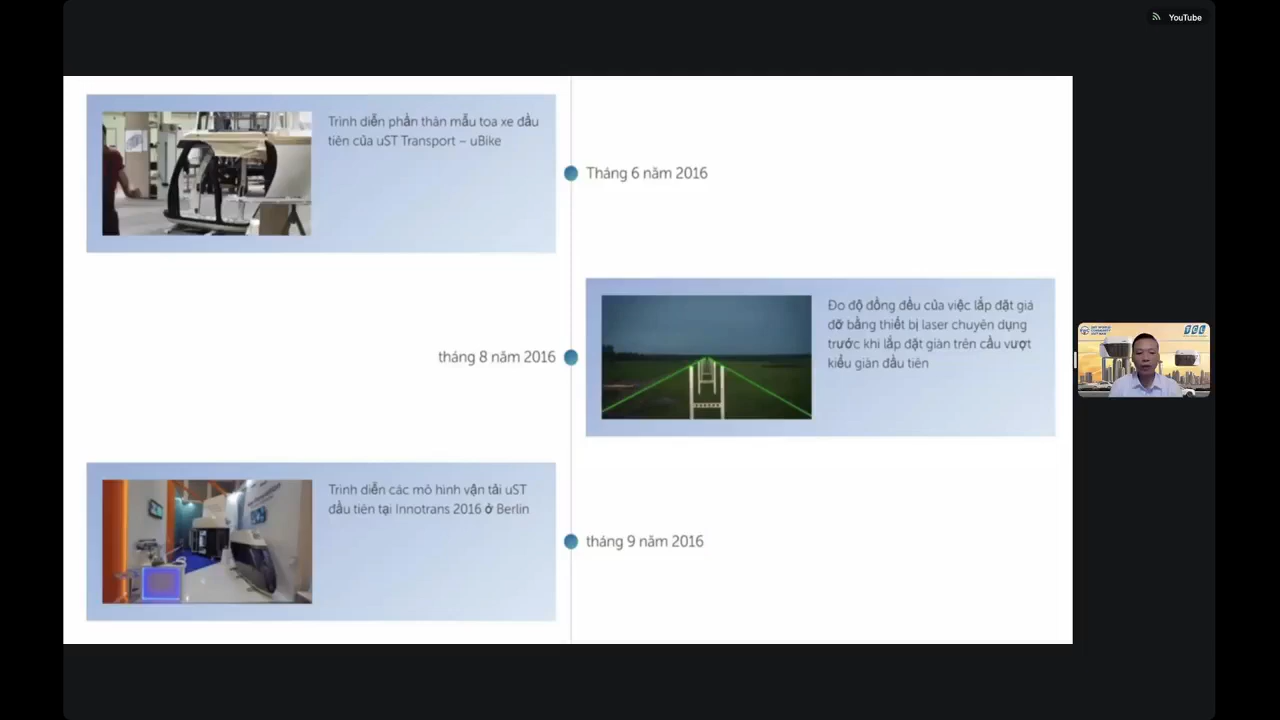 YouTube
Trình diễn phần thân mẫu toa xe đầu
tiên của uST Transport – uBike
Tháng 6 năm 2016
tháng 8 năm 2016
Đo độ đồng đều của việc lắp đặt giá
đỡ bằng thiết bị laser chuyên dụng
trước khi lắp đặt giàn trên cầu vượt
kiểu giàn đầu tiên
Trình diễn các mô hình vận tải uST
đầu tiên tại Innotrans 2016 ở Berlin
tháng 9 năm 2016